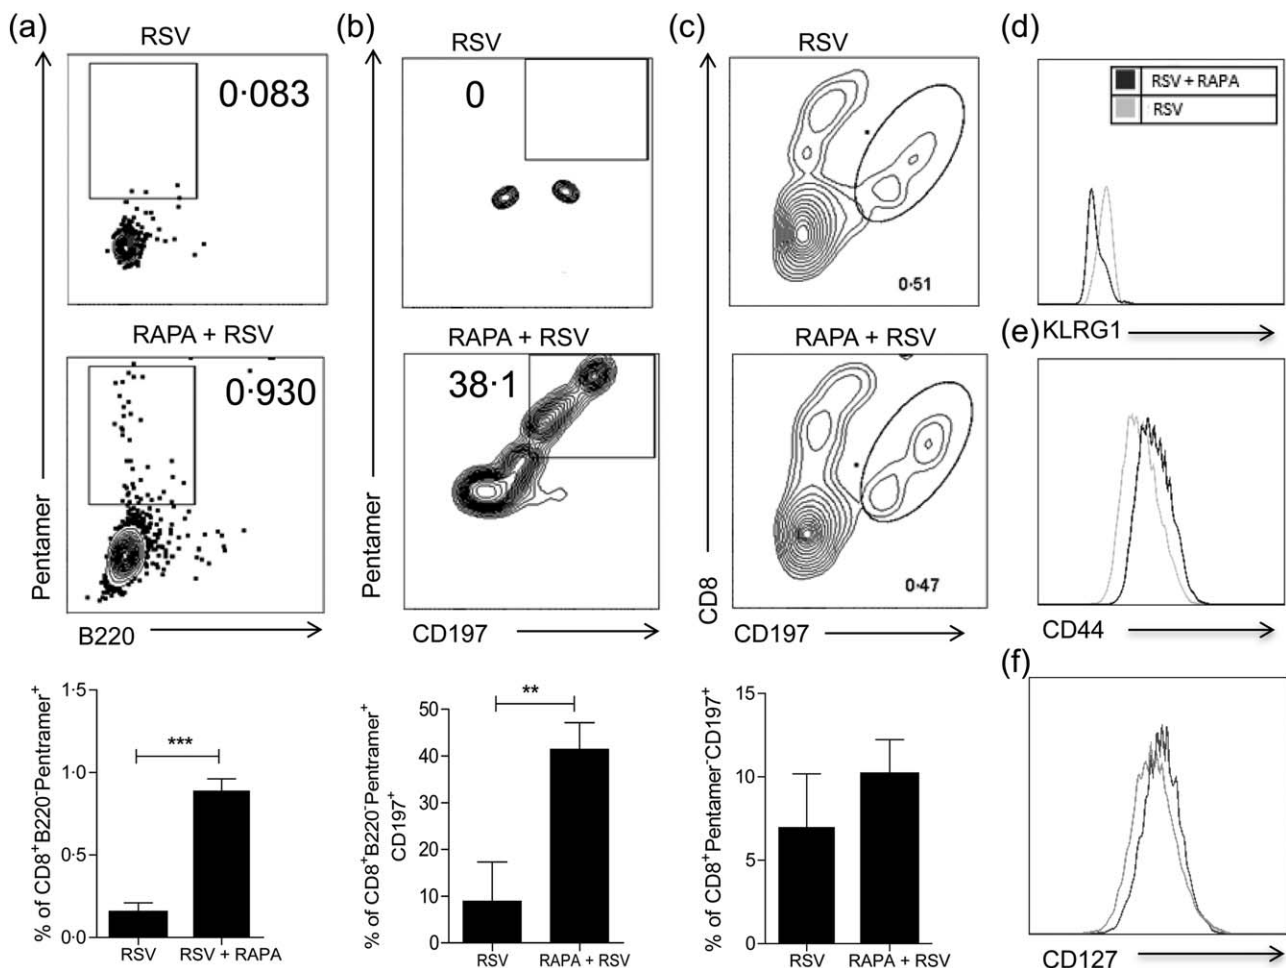 (a)
RSV
0·083
RAPA + RSV
0·930
Pentamer
B220
1·5
1·0
0·5
0·0
% of CD8+B220-Pentramer+
***
RSV
RSV + RAPA
(b)
RSV
0
RAPA + RSV
38·1
Pentamer
CD197
50
40
30
20
10
0
% of CD8+B220-Pentramer+
CD197+
**
RSV
RAPA + RSV
(c)
RSV
0·51
RAPA + RSV
0·47
CD8
CD197
15
10
5
0
% of CD8+Pentamer-CD197+
RSV
RAPA + RSV
(d)
RSV + RAPA
RSV
KLRG1
(e)
CD44
(f)
CD127